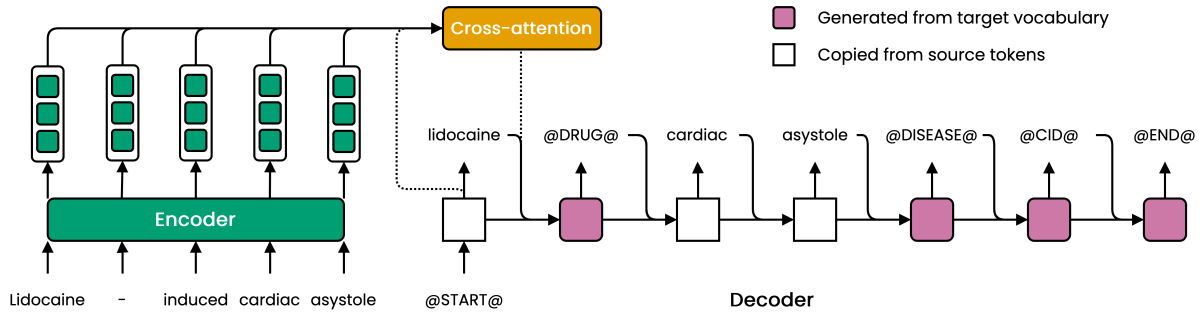 Cross-attention
Generated from target vocabulary
Copied from source tokens
lidocaine @DRUG@ cardiac asystole @DISEASE@ @CID@ @END@
Encoder
Lidocaine - induced cardiac asystole @START@
Decoder